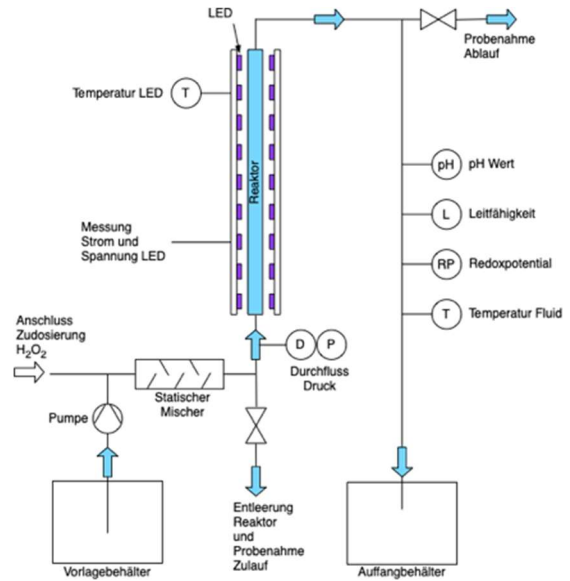 LED
Probenahme
Ablauf
Temperatur LED
T
Reaktor
pH
pH Wert
L
Leitfähigkeit
Messung
Strom und
Spannung LED
RP
Redoxpotential
T
Temperatur Fluid
Anschluss
Zudosierung
H₂O₂
D
P
Durchfluss
Druck
Statischer
Mischer
Pumpe
Entleerung
Reaktor
und
Probenahme
Zulauf
Vorlagebehälter
Auffangbehälter